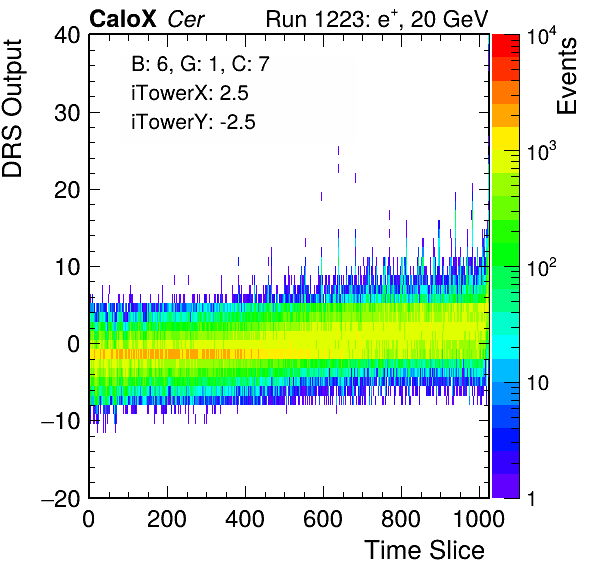 CaloX Cer Run 1223: e⁺, 20 GeV
B: 6, G: 1, C: 7
iTowerX: 2.5
iTowerY: -2.5
DRS Output
40
30
20
10
0
−10
−20
0 200 400 600 800 1000
Time Slice
Events
10⁴
10³
10²
10
1